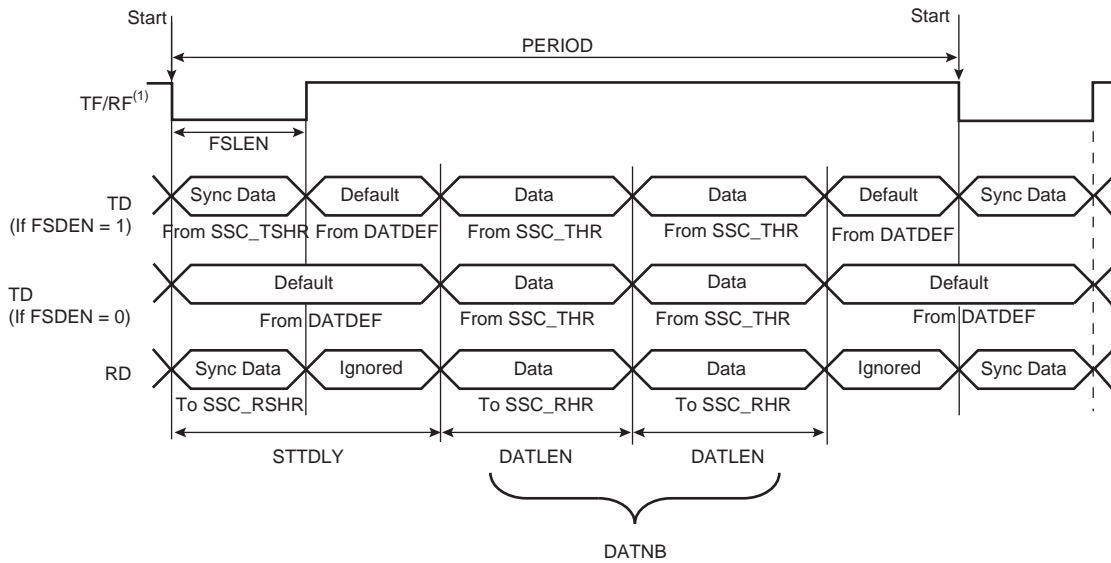 Start Start
PERIOD
TF/RF(1)
FSLEN
TD
(If FSDEN = 1)
Sync Data Default Data Data Default Sync Data
From SSC_TSHR From DATDEF From SSC_THR From SSC_THR From DATDEF
TD
(If FSDEN = 0)
Default Data Data Default
From DATDEF From SSC_THR From SSC_THR From DATDEF
RD Sync Data Ignored Data Data Ignored Sync Data
To SSC_RSHR To SSC_RHR To SSC_RHR
STTDLY DATLEN DATLEN
DATNB